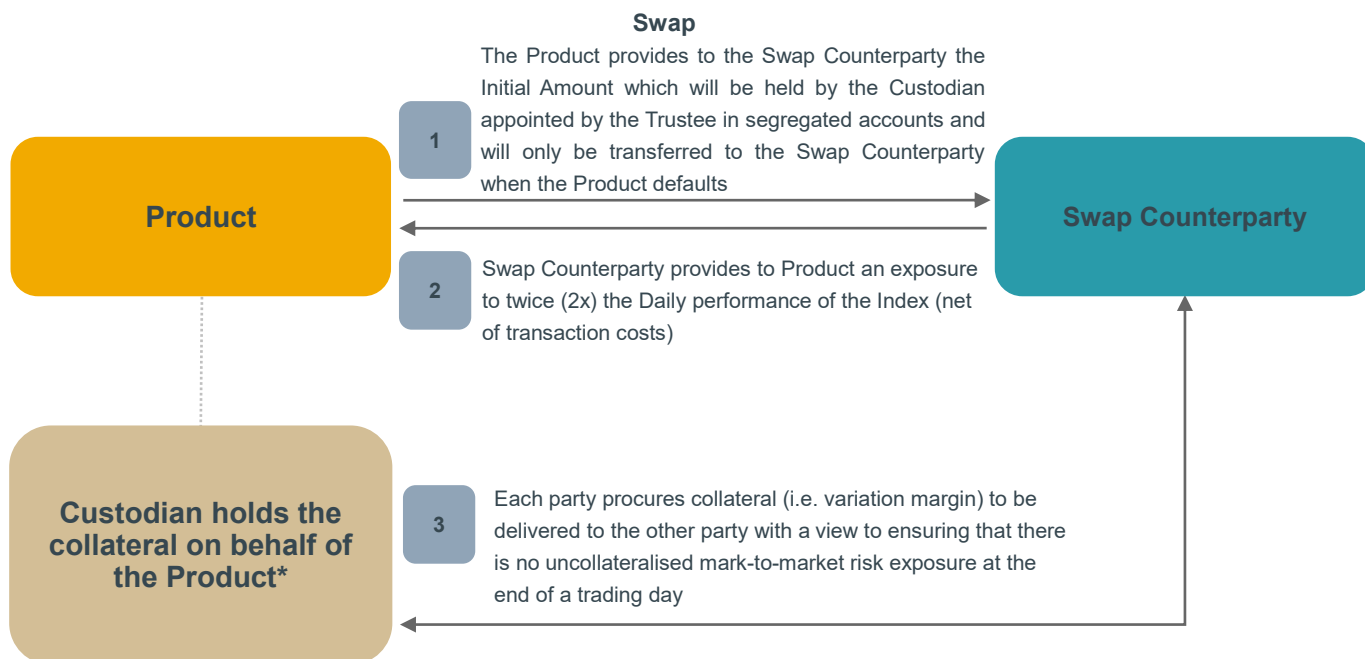 Swap
The Product provides to the Swap Counterparty the
Initial Amount which will be held by the Custodian
appointed by the Trustee in segregated accounts and
will only be transferred to the Swap Counterparty
when the Product defaults
1
Product
Swap Counterparty
2
Swap Counterparty provides to Product an exposure
to twice (2x) the Daily performance of the Index (net
of transaction costs)
Custodian holds the
collateral on behalf of
the Product*
3
Each party procures collateral (i.e. variation margin) to be
delivered to the other party with a view to ensuring that there
is no uncollateralised mark-to-market risk exposure at the
end of a trading day